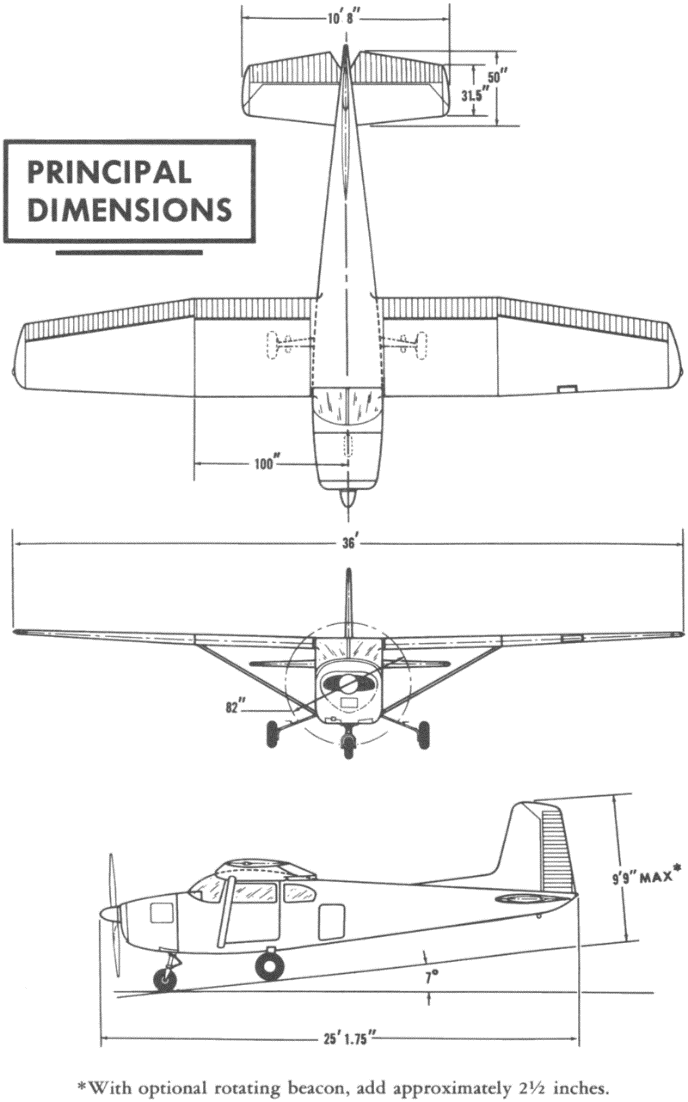 10' 8"
50"
31.5"
PRINCIPAL
DIMENSIONS
100"
36'
82"
9'9" MAX*
7°
25' 1.75"
*With optional rotating beacon, add approximately 2½ inches.